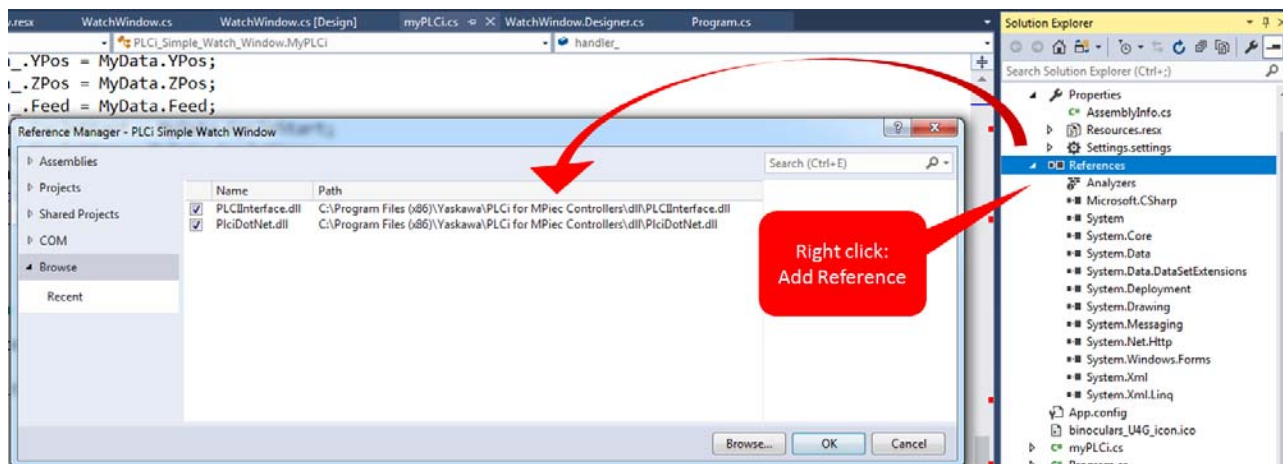 .resx WatchWindow.cs WatchWindow.cs [Design] myPLCi.cs WatchWindow.Designer.cs Program.cs
PLCi_Simple_Watch_Window.MyPLCi handler_
_.YPos = MyData.YPos;
_.ZPos = MyData.ZPos;
_.Feed = MyData.Feed;
Reference Manager - PLCi Simple Watch Window
Assemblies
Projects
Shared Projects
COM
Browse
Recent
Search (Ctrl+E)
Name Path
PLCIInterface.dll C:\Program Files (x86)\Yaskawa\PLCi for MPiec Controllers\dll\PLCIInterface.dll
PlciDotNet.dll C:\Program Files (x86)\Yaskawa\PLCi for MPiec Controllers\dll\PlciDotNet.dll
Browse... OK Cancel
Right click:
Add Reference
Solution Explorer
Search Solution Explorer (Ctrl+;)
Properties
C# AssemblyInfo.cs
Resources.resx
Settings.settings
References
Analyzers
Microsoft.CSharp
System
System.Core
System.Data
System.Data.DataSetExtensions
System.Deployment
System.Drawing
System.Messaging
System.Net.Http
System.Windows.Forms
System.Xml
System.Xml.Linq
App.config
binoculars_U4G_icon.ico
C# myPLCi.cs
C# Program.cs